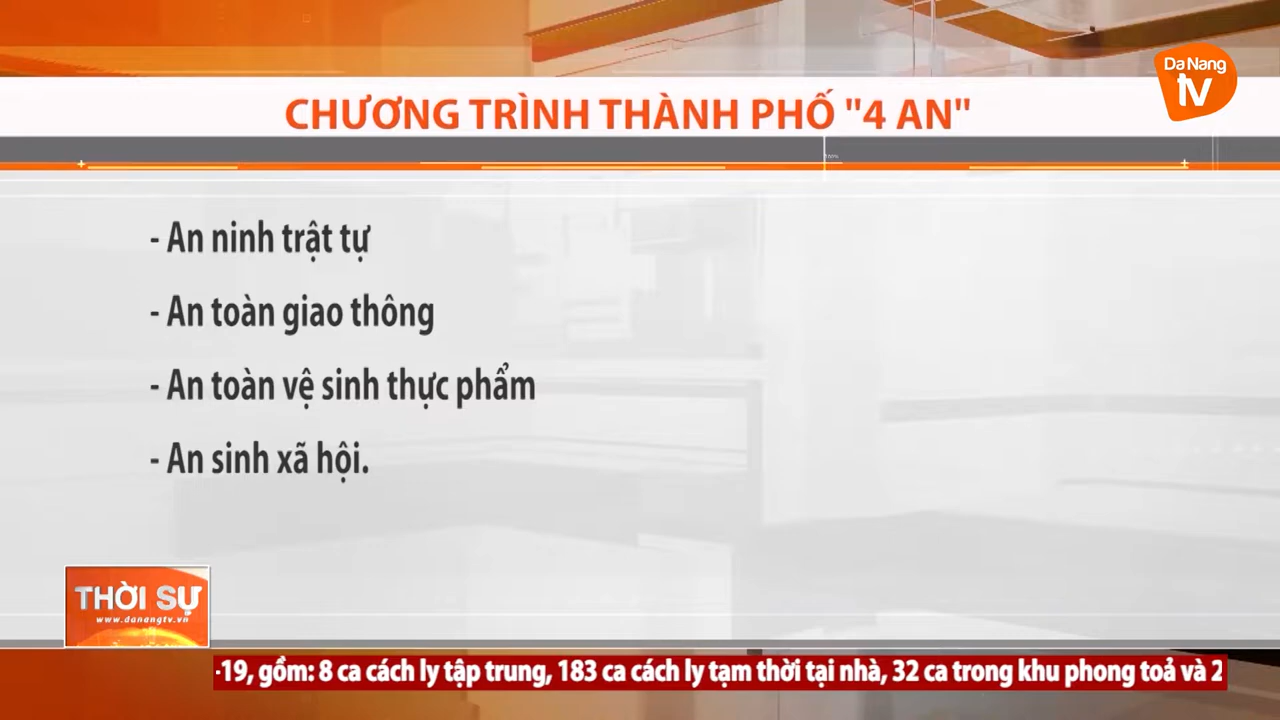 Da Nang
tv
CHƯƠNG TRÌNH THÀNH PHỐ "4 AN"
- An ninh trật tự
- An toàn giao thông
- An toàn vệ sinh thực phẩm
- An sinh xã hội.
THỜI SỰ
www.danangtv.vn
-19, gồm: 8 ca cách ly tập trung, 183 ca cách ly tạm thời tại nhà, 32 ca trong khu phong toả và 2